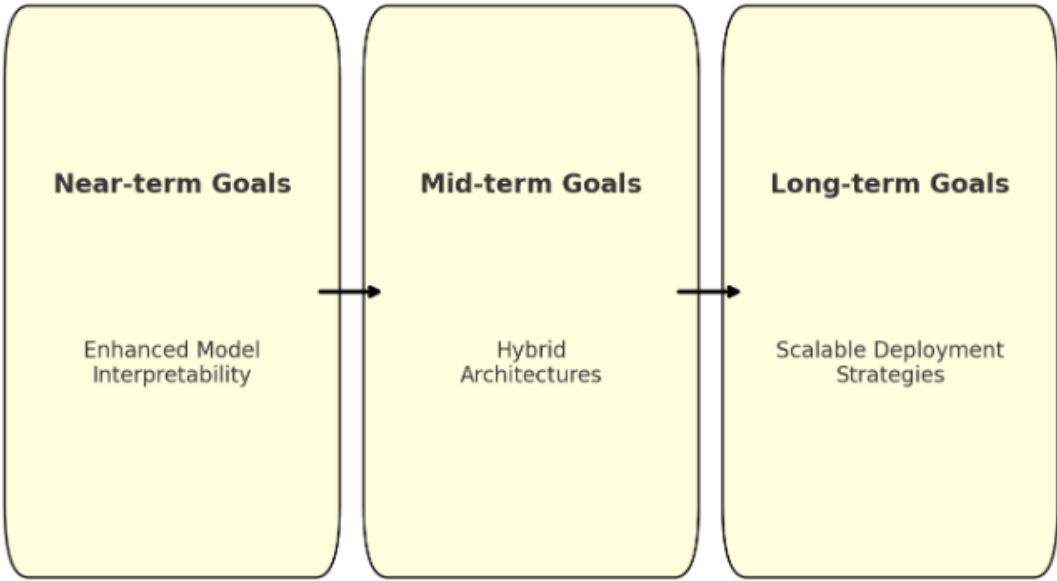 Near-term Goals
Enhanced Model
Interpretability
Mid-term Goals
Hybrid
Architectures
Long-term Goals
Scalable Deployment
Strategies